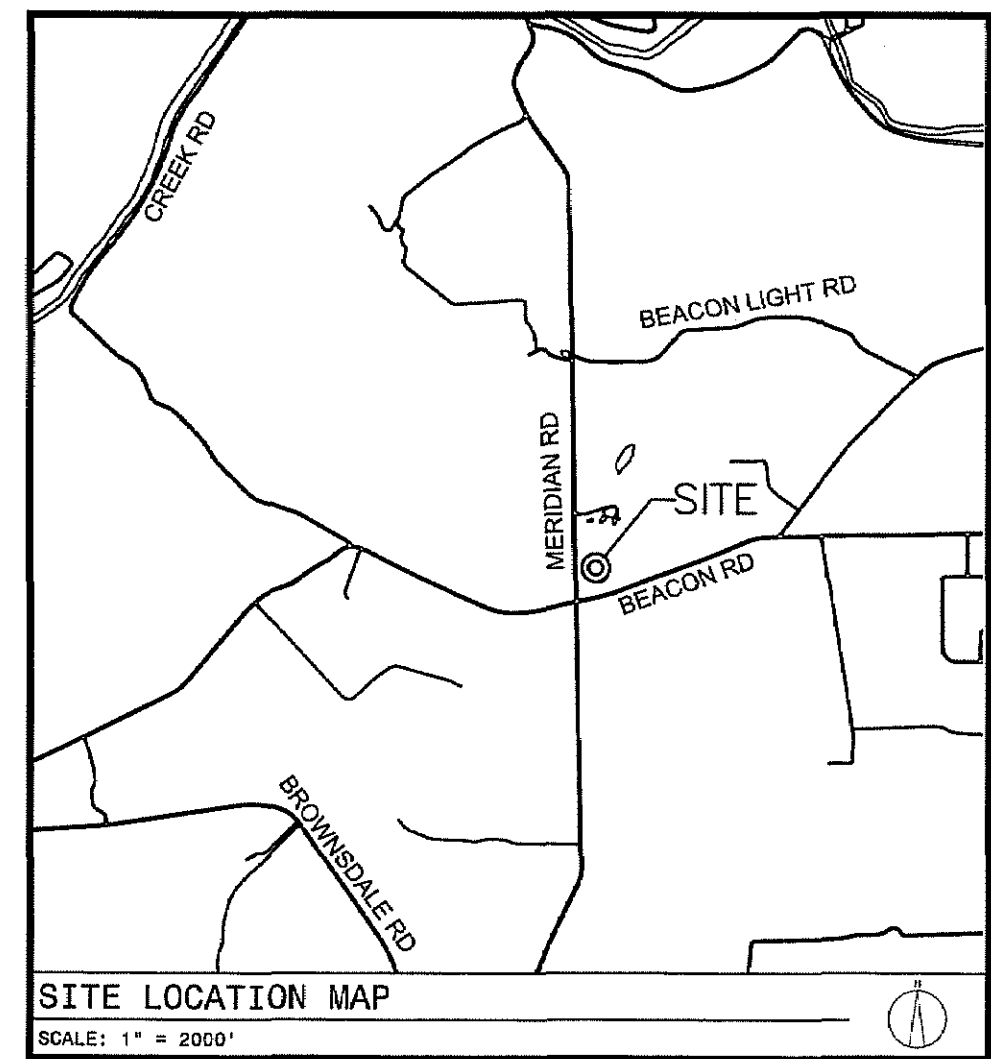 CREEK RD
BEACON LIGHT RD
MERIDIAN RD
SITE
BEACON RD
BROWNSDALE RD
SITE LOCATION MAP
N
SCALE: 1" = 2000'